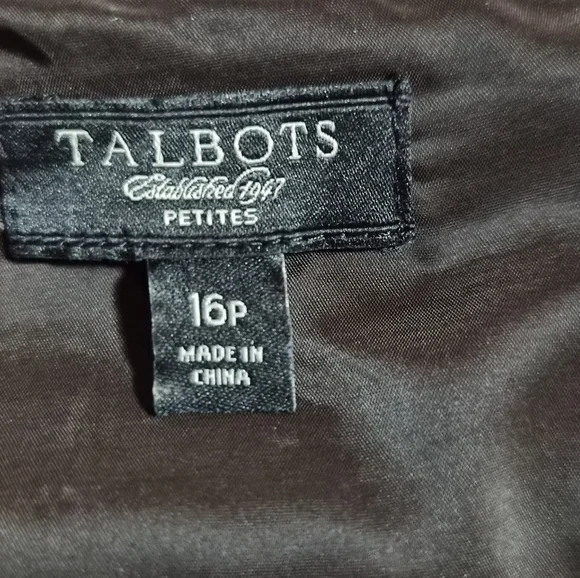 TALBOTS
Established 1947
PETITES
16P
MADE IN
CHINA